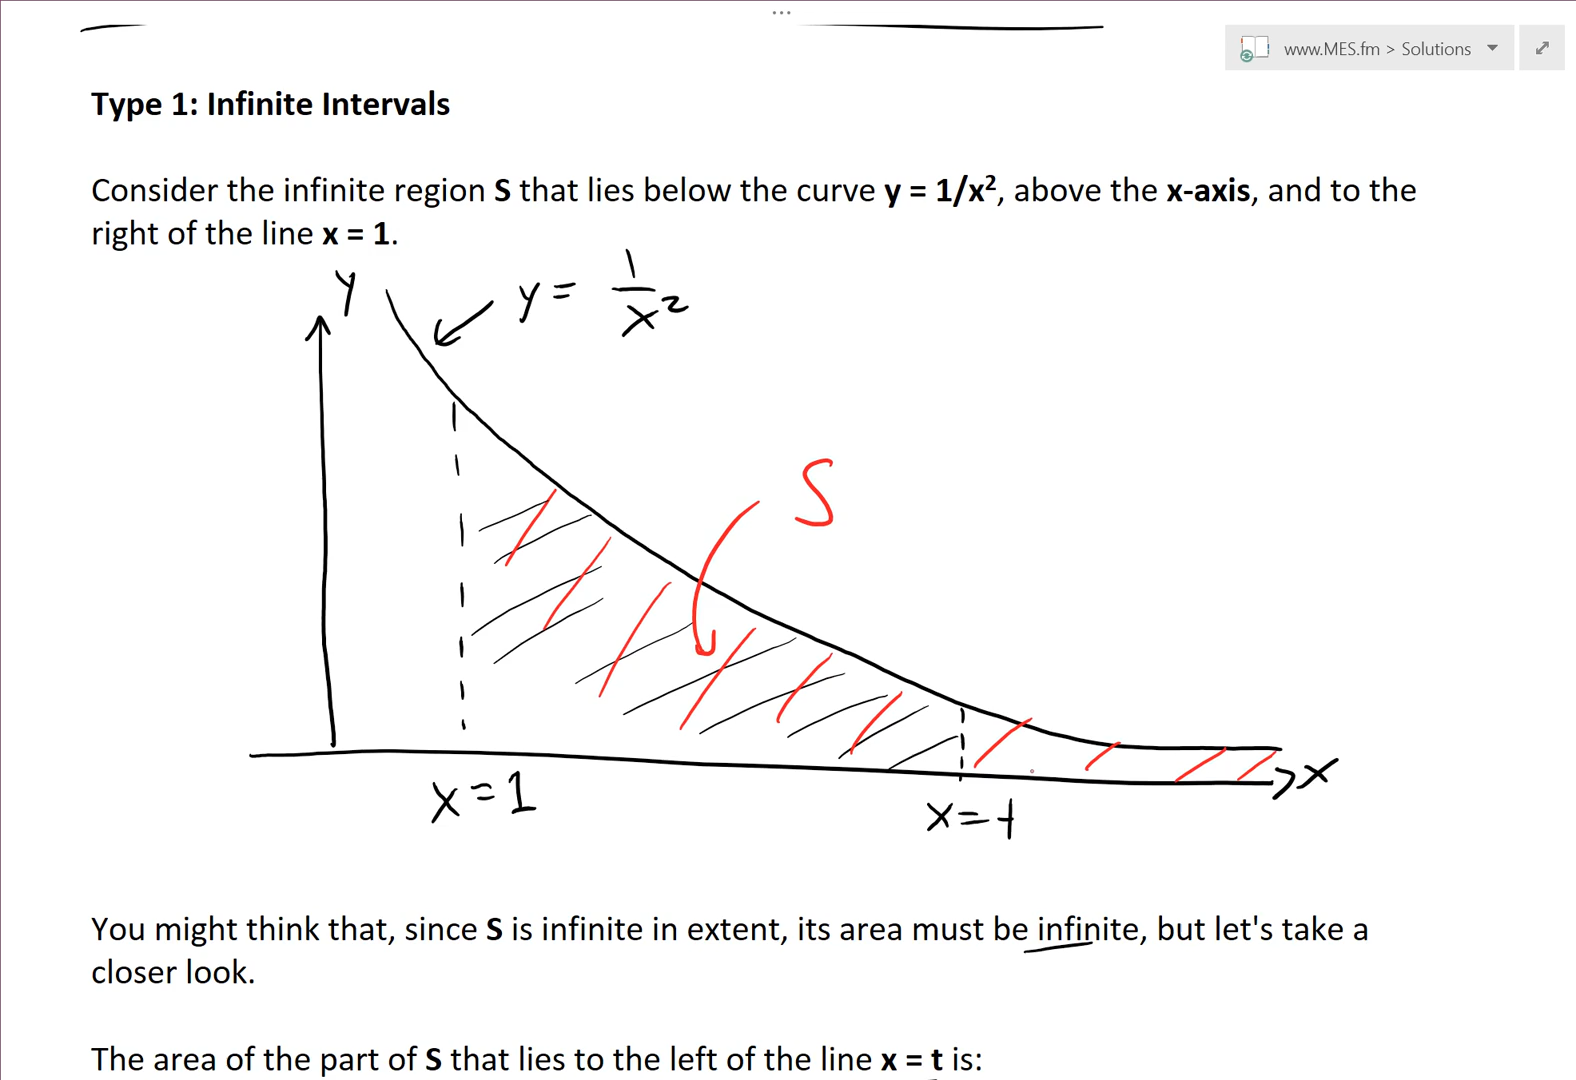 www.MES.fm > Solutions
Type 1: Infinite Intervals
Consider the infinite region S that lies below the curve y = 1/x², above the x-axis, and to the
right of the line x = 1.
y
y = 1/x²
S
x
x = 1
x = t
You might think that, since S is infinite in extent, its area must be infinite, but let's take a
closer look.
The area of the part of S that lies to the left of the line x = t is: